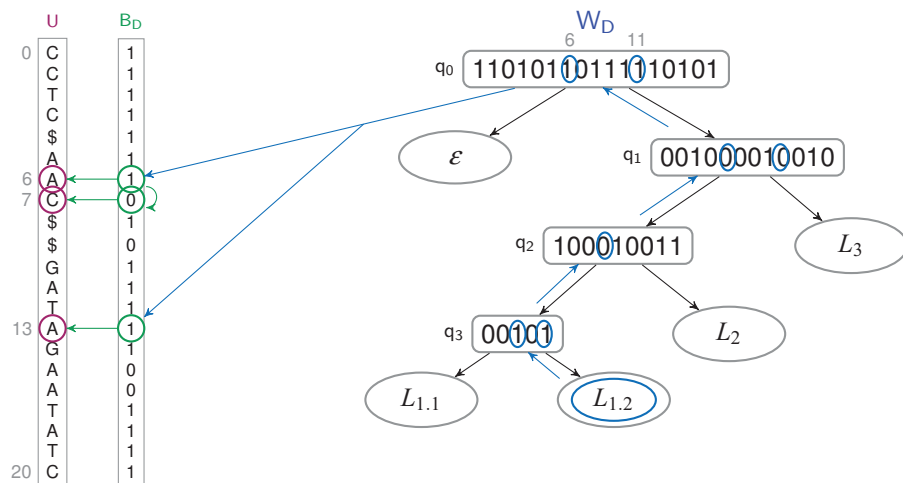 U B_D W_D
6 11
q₀ 11010110111110101
0 C 1
C 1
T 1
C 1
$ 1
A 1
6 A 1
7 C 0
$ 1
$ 0
G 1
A 1
T 1
13 A 1
G 1
A 0
A 0
T 1
A 1
T 1
20 C 1
ε
q₁ 001000010010
q₂ 100010011
L₃
q₃ 00101
L₂
L₁.₁
L₁.₂